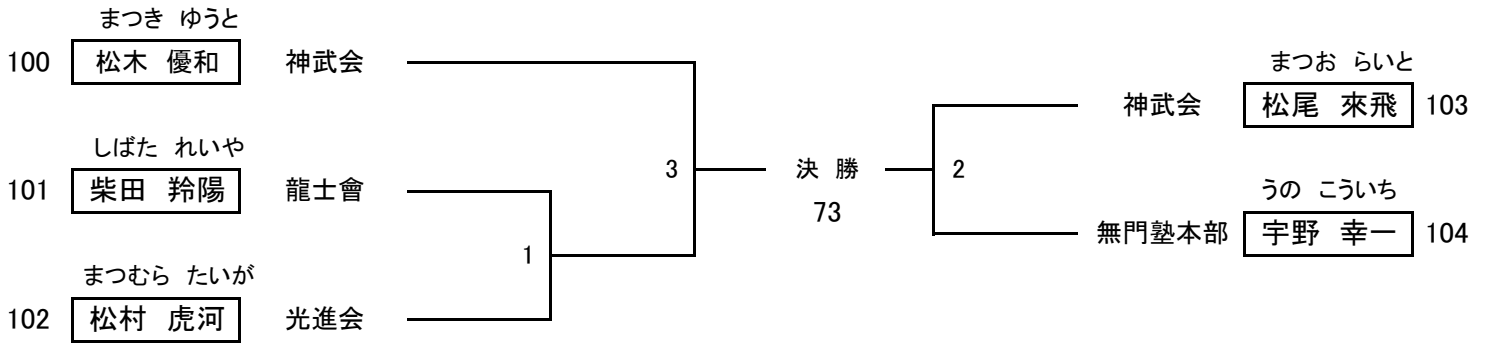 まつき ゆうと
100 松木 優和 神武会
しばた れいや
101 柴田 羚陽 龍士會
まつむら たいが
102 松村 虎河 光進会
1
3
決 勝
73
2
まつお らいと
神武会 松尾 來飛 103
うの こういち
無門塾本部 宇野 幸一 104